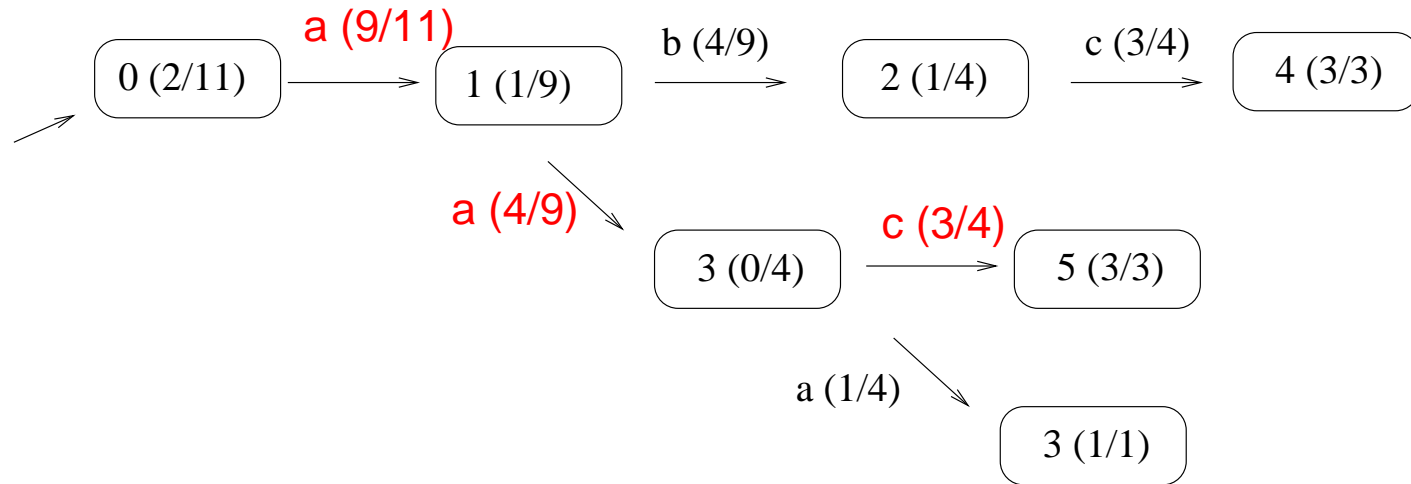 a (9/11)
b (4/9)
c (3/4)
0 (2/11)
1 (1/9)
2 (1/4)
4 (3/3)
a (4/9)
c (3/4)
3 (0/4)
5 (3/3)
a (1/4)
3 (1/1)